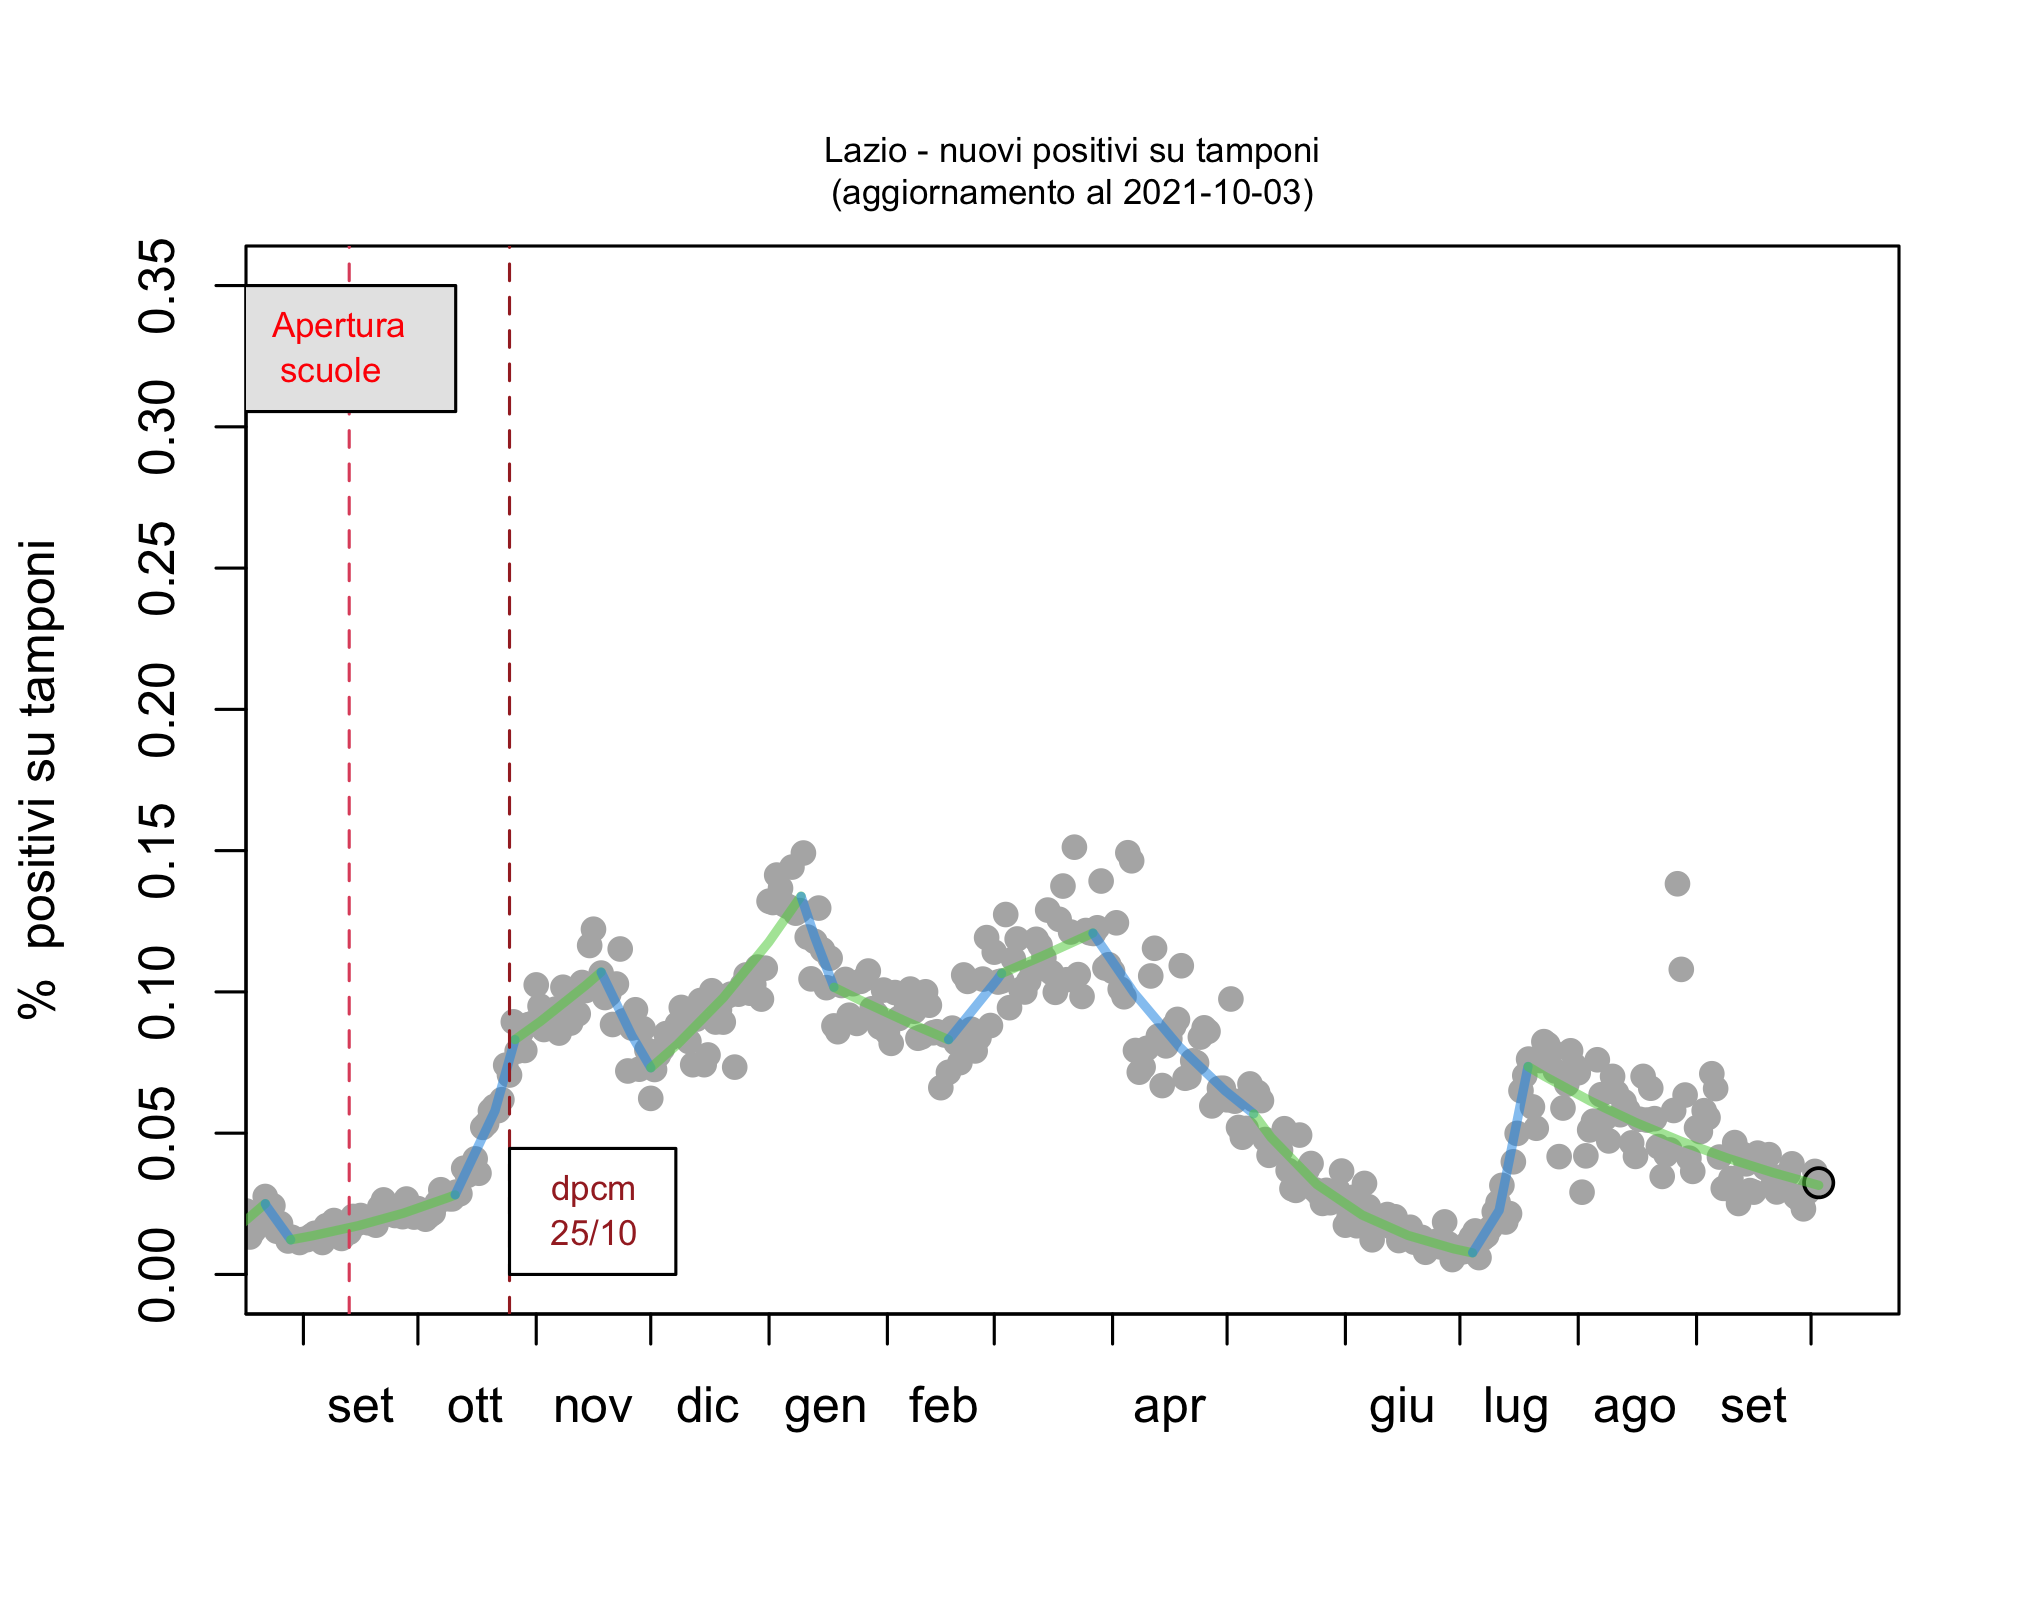 Lazio - nuovi positivi su tamponi
(aggiornamento al 2021-10-03)
% positivi su tamponi
0.35
0.30
0.25
0.20
0.15
0.10
0.05
0.00
Apertura
scuole
dpcm
25/10
set ott nov dic gen feb apr giu lug ago set